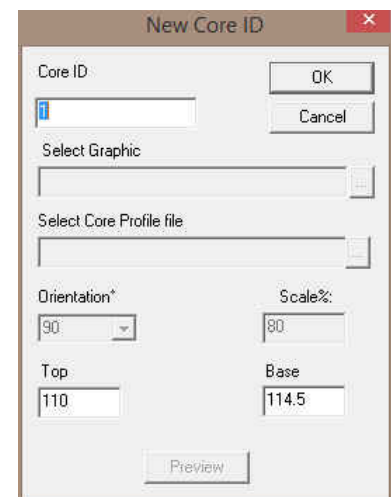 New Core ID
Core ID
OK
1
Cancel
Select Graphic
...
Select Core Profile file
...
Orientation°
Scale%:
90
80
Top
Base
110
114.5
Preview